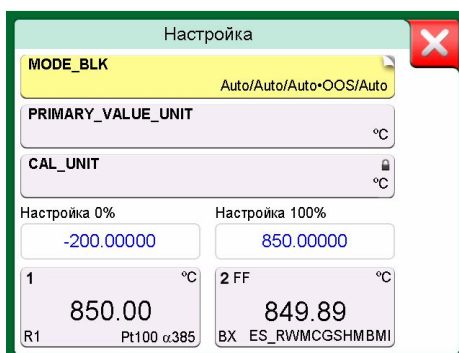 Настройка
MODE_BLK
Auto/Auto/Auto•OOS/Auto
PRIMARY_VALUE_UNIT
ºC
CAL_UNIT
ºC
Настройка 0% Настройка 100%
-200.00000 850.00000
1 ºC 2 FF ºC
850.00 849.89
R1 Pt100 α385 BX ES_RWMCGSHMBMI